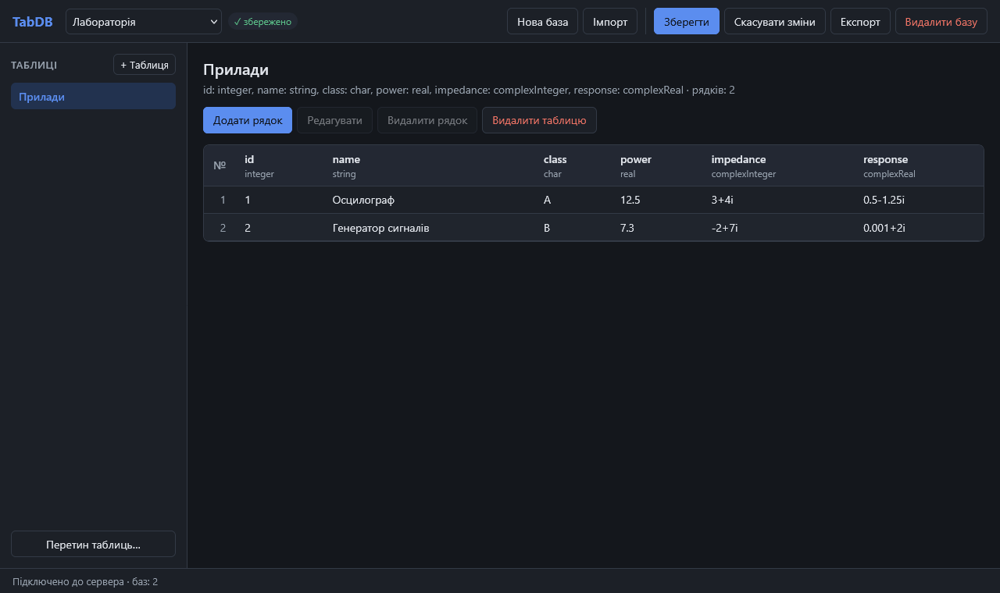 TabDB Лабораторія ✓ збережено Нова база Імпорт Зберегти Скасувати зміни Експорт Видалити базу
ТАБЛИЦІ + Таблиця
Прилади
Прилади
id: integer, name: string, class: char, power: real, impedance: complexInteger, response: complexReal · рядків: 2
Додати рядок Редагувати Видалити рядок Видалити таблицю
№ id name class power impedance response
integer string char real complexInteger complexReal
1 1 Осцилограф A 12.5 3+4i 0.5-1.25i
2 2 Генератор сигналів B 7.3 -2+7i 0.001+2i
Перетин таблиць...
Підключено до сервера · баз: 2